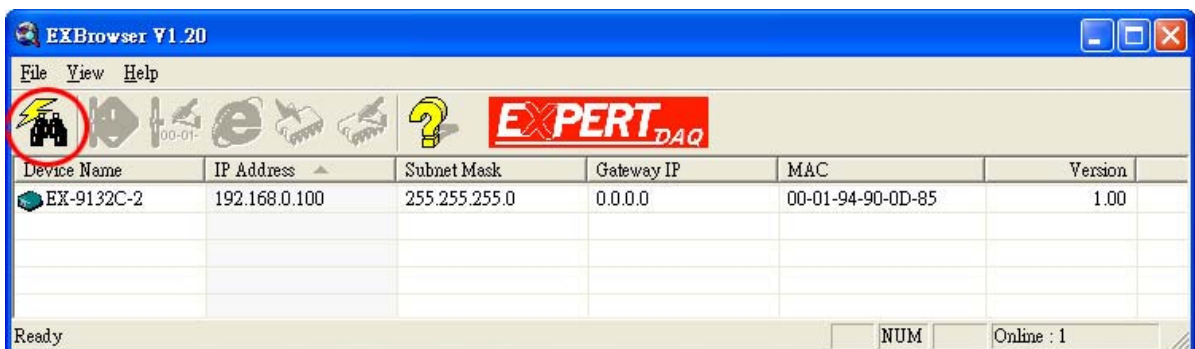 EXBrowser V1.20
File View Help
00-01-
EXPERT DAQ
Device Name IP Address Subnet Mask Gateway IP MAC Version
EX-9132C-2 192.168.0.100 255.255.255.0 0.0.0.0 00-01-94-90-0D-85 1.00
Ready NUM Online : 1